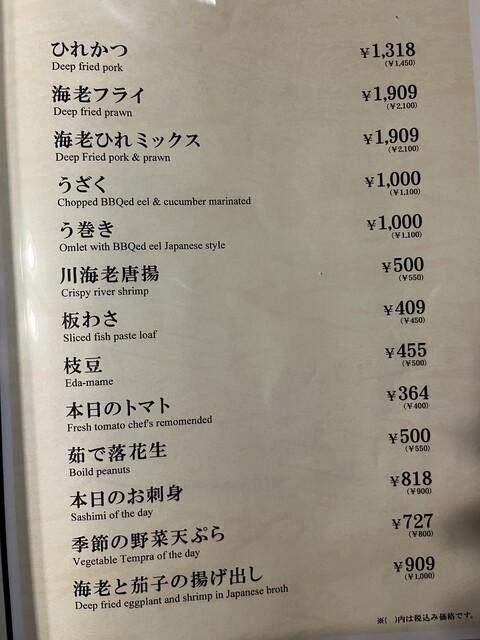 ひれかつ ¥1,318
Deep fried pork (¥1,450)
海老フライ ¥1,909
Deep fried prawn (¥2,100)
海老ひれミックス ¥1,909
Deep Fried pork & prawn (¥2,100)
うざく ¥1,000
Chopped BBQed eel & cucumber marinated (¥1,100)
う巻き ¥1,000
Omlet with BBQed eel Japanese style (¥1,100)
川海老唐揚 ¥500
Crispy river shrimp (¥550)
板わさ ¥409
Sliced fish paste loaf (¥450)
枝豆 ¥455
Eda-mame (¥500)
本日のトマト ¥364
Fresh tomato chef's remomended (¥400)
茹で落花生 ¥500
Boild peanuts (¥550)
本日のお刺身 ¥818
Sashimi of the day (¥900)
季節の野菜天ぷら ¥727
Vegetable Tempra of the day (¥800)
海老と茄子の揚げ出し ¥909
Deep fried eggplant and shrimp in Japanese broth (¥1,000)
※( )内は税込み価格です。